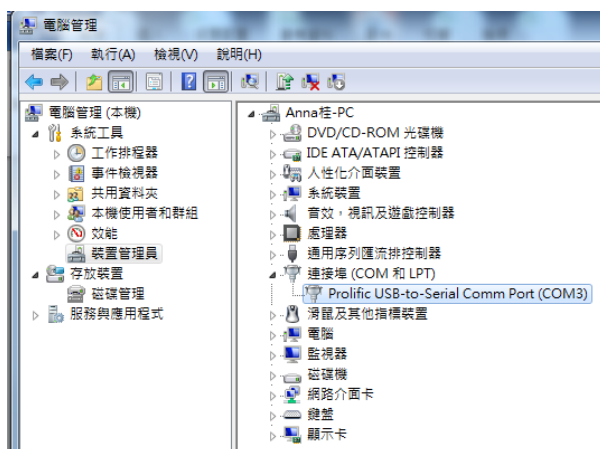 電腦管理
檔案(F) 執行(A) 檢視(V) 說明(H)
電腦管理 (本機)
系統工具
工作排程器
事件檢視器
共用資料夾
本機使用者和群組
效能
裝置管理員
存放裝置
磁碟管理
服務與應用程式
Anna桂-PC
DVD/CD-ROM 光碟機
IDE ATA/ATAPI 控制器
人性化介面裝置
系統裝置
音效，視訊及遊戲控制器
處理器
通用序列匯流排控制器
連接埠 (COM 和 LPT)
Prolific USB-to-Serial Comm Port (COM3)
滑鼠及其他指標裝置
電腦
監視器
磁碟機
網路介面卡
鍵盤
顯示卡